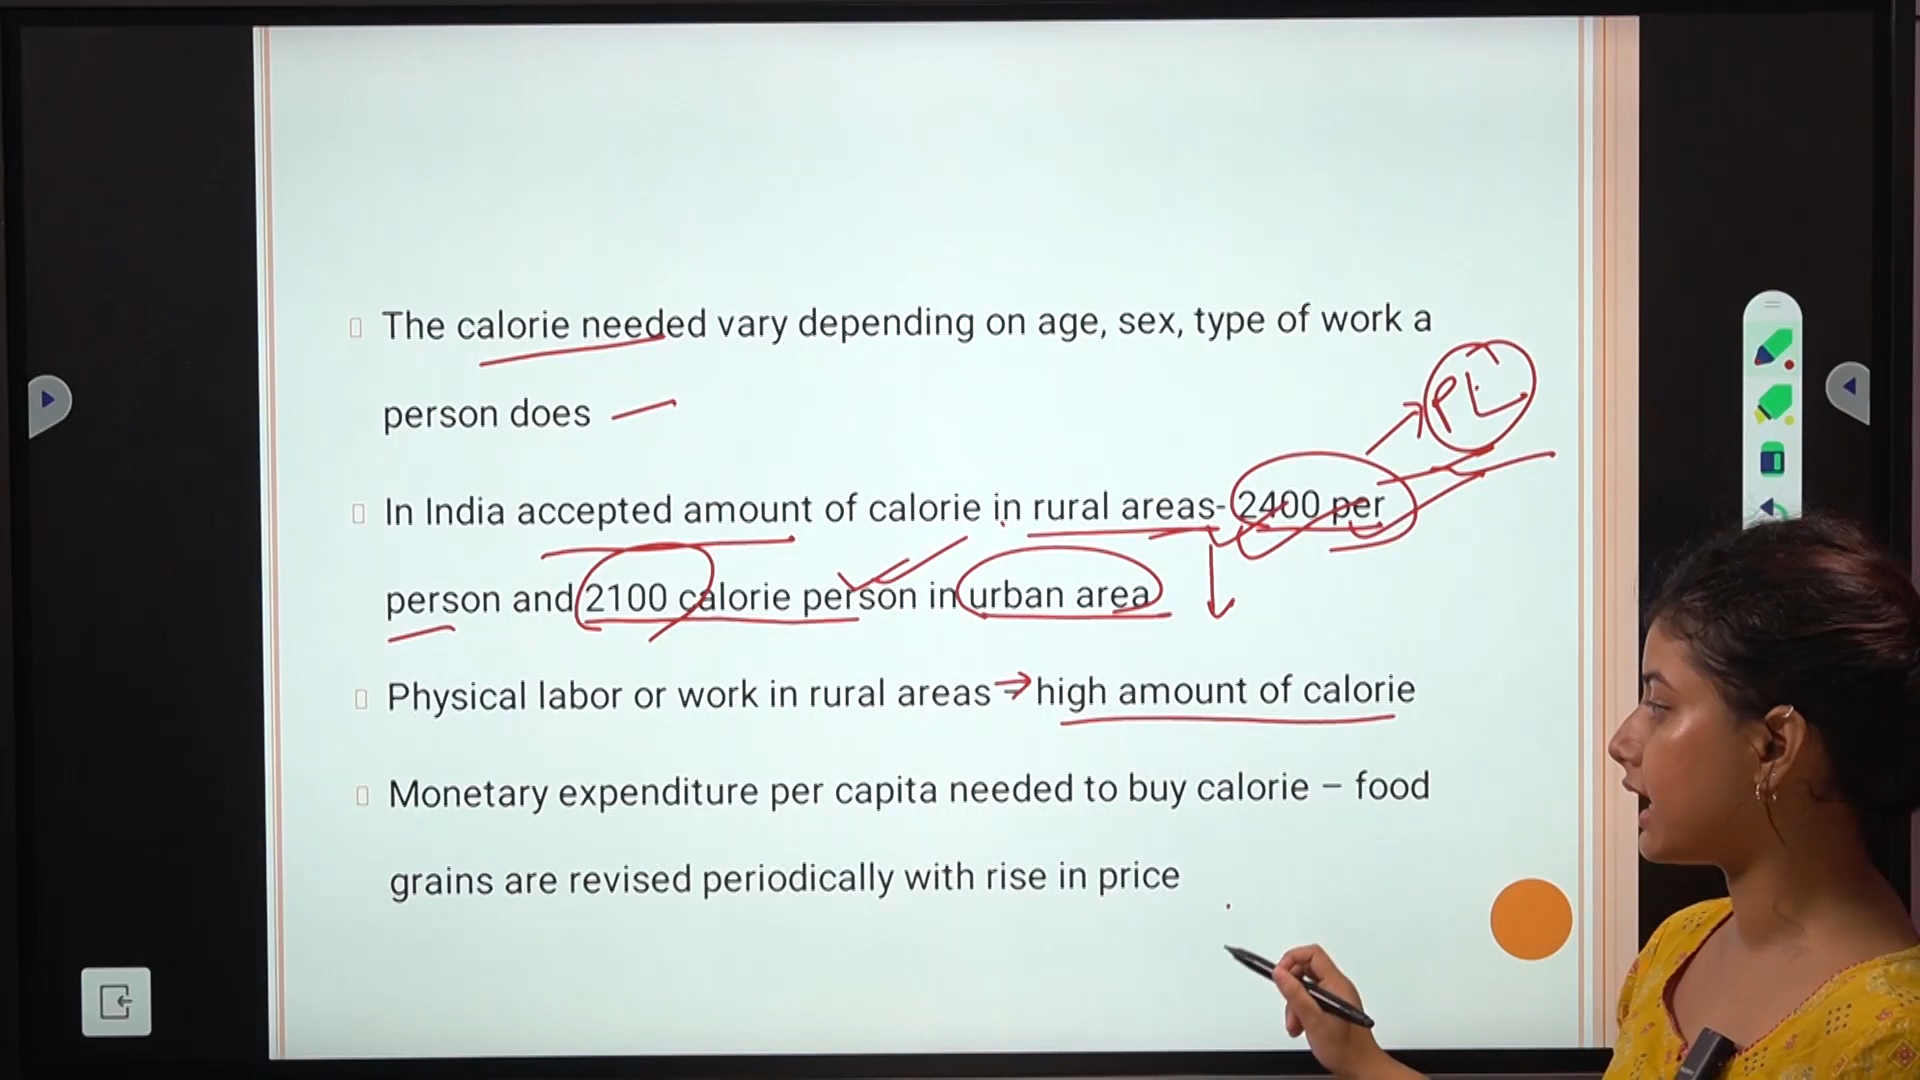 The calorie needed vary depending on age, sex, type of work a
person does
PL
In India accepted amount of calorie in rural areas- 2400 per
person and 2100 calorie person in urban area
Physical labor or work in rural areas → high amount of calorie
Monetary expenditure per capita needed to buy calorie – food
grains are revised periodically with rise in price